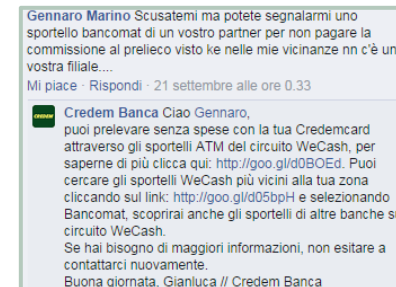 Gennaro Marino Scusatemi ma potete segnalarmi uno
sportello bancomat di un vostro partner per non pagare la
commissione al prelieco visto ke nelle mie vicinanze nn c'è un
vostra filiale....
Mi piace · Rispondi · 21 settembre alle ore 0.33
CREDEM
Credem Banca Ciao Gennaro,
puoi prelevare senza spese con la tua Credemcard
attraverso gli sportelli ATM del circuito WeCash, per
saperne di più clicca qui: http://goo.gl/d0BOEd. Puoi
cercare gli sportelli WeCash più vicini alla tua zona
cliccando sul link: http://goo.gl/d05bpH e selezionando
Bancomat, scoprirai anche gli sportelli di altre banche s
circuito WeCash.
Se hai bisogno di maggiori informazioni, non esitare a
contattarci nuovamente.
Buona giornata, Gianluca // Credem Banca